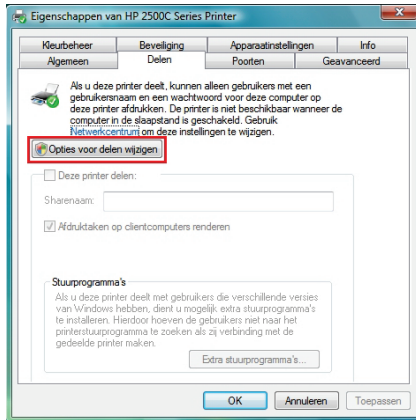 Eigenschappen van HP 2500C Series Printer
Kleurbeheer Beveiliging Apparaatinstellingen Info
Algemeen Delen Poorten Geavanceerd
Als u deze printer deelt, kunnen alleen gebruikers met een
gebruikersnaam en een wachtwoord voor deze computer op
deze printer afdrukken. De printer is niet beschikbaar wanneer de
computer in de slaapstand is geschakeld. Gebruik
Netwerkcentrum om deze instellingen te wijzigen.
Opties voor delen wijzigen
Deze printer delen:
Sharenaam:
Afdruktaken op clientcomputers renderen
Stuurprogramma's
Als u deze printer deelt met gebruikers die verschillende versies
van Windows hebben, dient u mogelijk extra stuurprogramma's
te installeren. Hierdoor hoeven de gebruikers niet naar het
printerstuurprogramma te zoeken als zij verbinding met de
gedeelde printer maken.
Extra stuurprogramma's...
OK Annuleren Toepassen